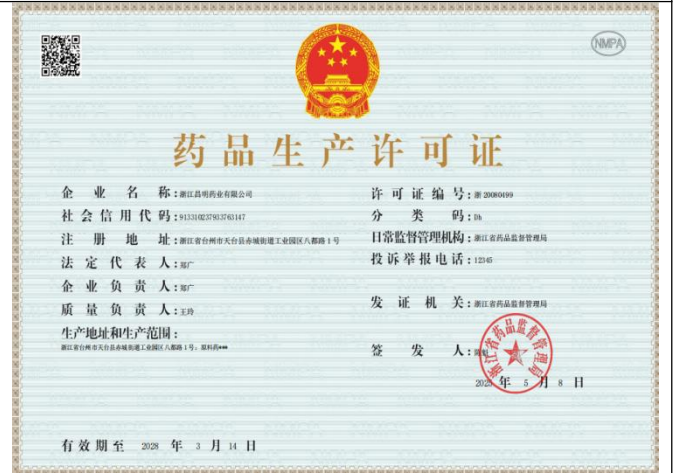 NMPA
药品生产许可证
企业名称：浙江昌明药业有限公司
社会信用代码：913310237933763147
注册地址：浙江省台州市天台县赤城街道工业园区八都路1号
法定代表人：郑广
企业负责人：郑广
质量负责人：王玲
生产地址和生产范围：
浙江省台州市天台县赤城街道工业园区八都路1号：原料药***
许可证编号：浙 20080499
分类码：Dh
日常监督管理机构：浙江省药品监督管理局
投诉举报电话：12345
发证机关：浙江省药品监督管理局
签发人：
浙江省药品监督管理局
2025 年 5 月 8 日
有效期至 2028 年 3 月 14 日